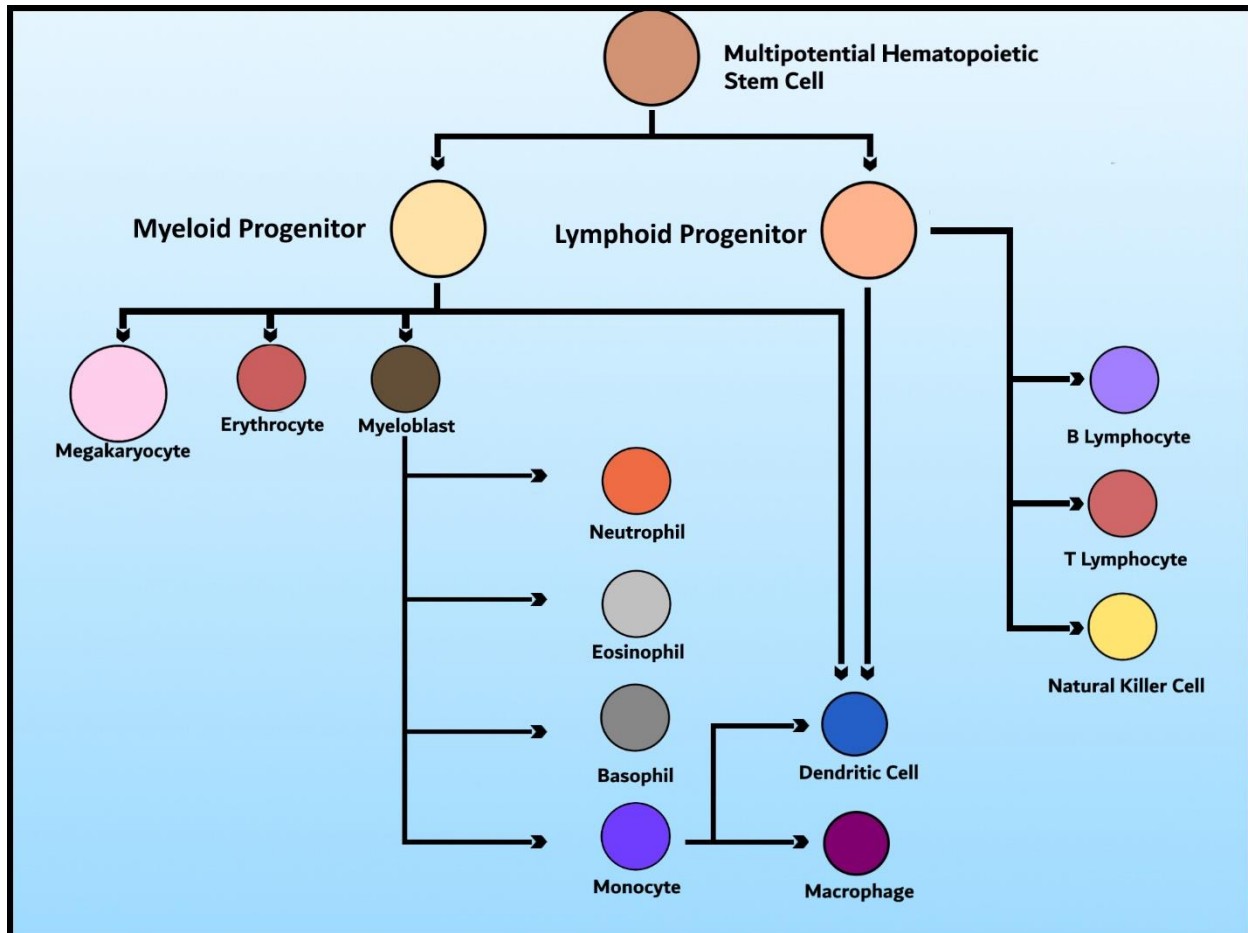 Multipotential Hematopoietic
Stem Cell
Myeloid Progenitor
Lymphoid Progenitor
Megakaryocyte
Erythrocyte
Myeloblast
B Lymphocyte
Neutrophil
T Lymphocyte
Eosinophil
Natural Killer Cell
Basophil
Dendritic Cell
Monocyte
Macrophage